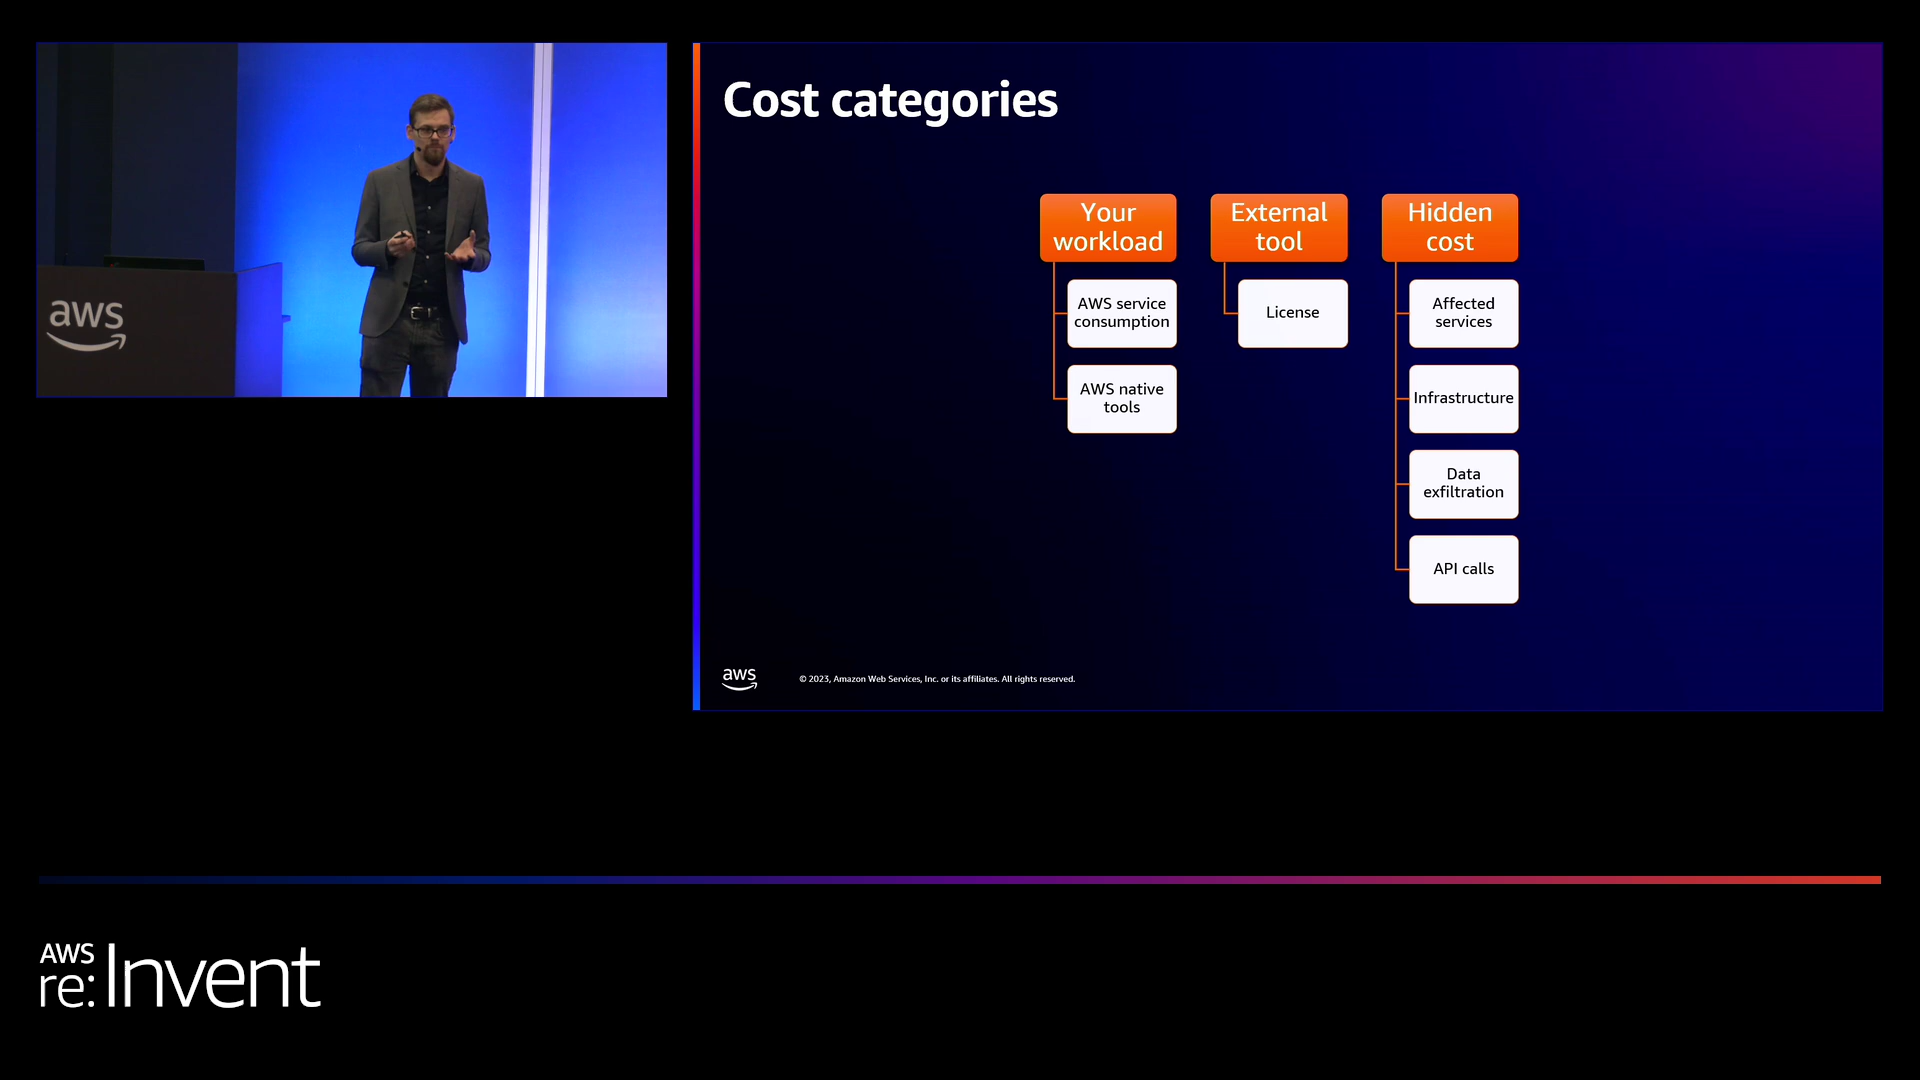 aws
Cost categories
Your
workload
AWS service
consumption
AWS native
tools
External
tool
License
Hidden
cost
Affected
services
Infrastructure
Data
exfiltration
API calls
aws
© 2023, Amazon Web Services, Inc. or its affiliates. All rights reserved.
AWS
re:Invent